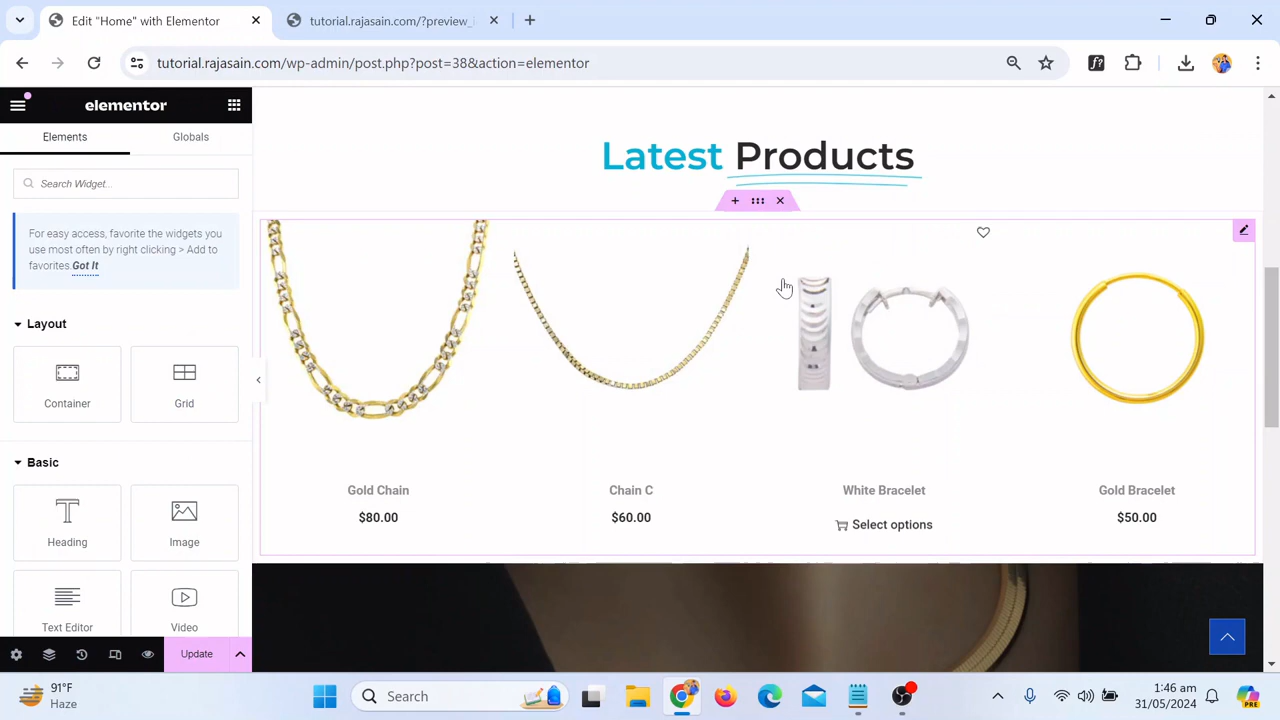 Edit "Home" with Elementor
tutorial.rajasain.com/?preview_i
tutorial.rajasain.com/wp-admin/post.php?post=38&action=elementor
elementor
Elements
Globals
Search Widget...
For easy access, favorite the widgets you
use most often by right clicking > Add to
favorites. Got It
Layout
Container
Grid
Basic
Heading
Image
Text Editor
Video
Update
Latest Products
Gold Chain
Chain C
White Bracelet
Gold Bracelet
$80.00
$60.00
Select options
$50.00
91°F
Haze
Search
1:46 am
31/05/2024
PRE